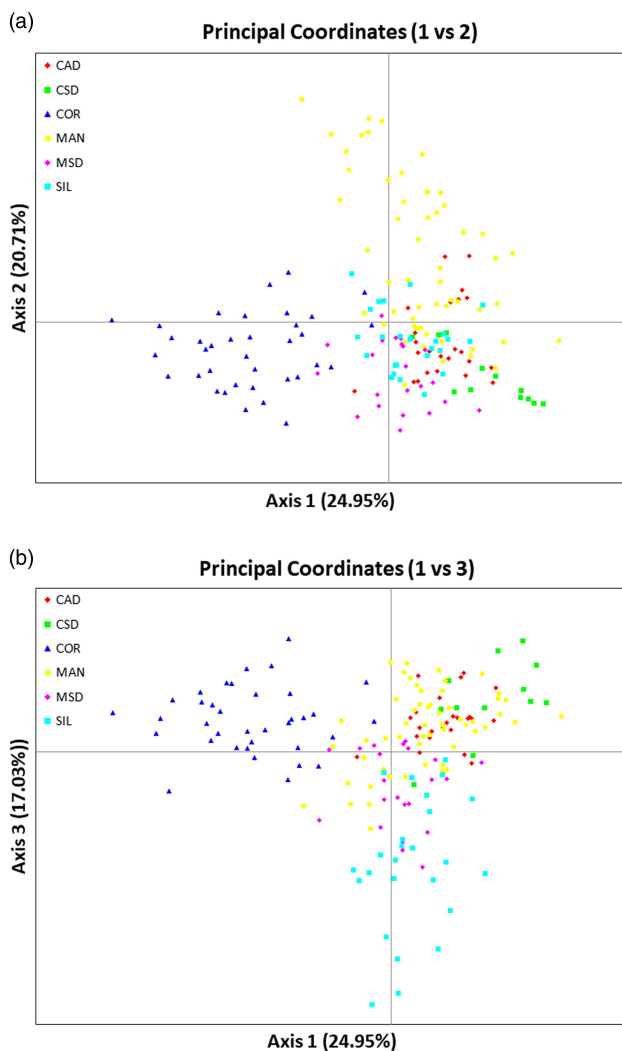 (a)
Principal Coordinates (1 vs 2)
CAD
CSD
COR
MAN
MSD
SIL
Axis 2 (20.71%)
Axis 1 (24.95%)
(b)
Principal Coordinates (1 vs 3)
CAD
CSD
COR
MAN
MSD
SIL
Axis 3 (17.03%))
Axis 1 (24.95%)